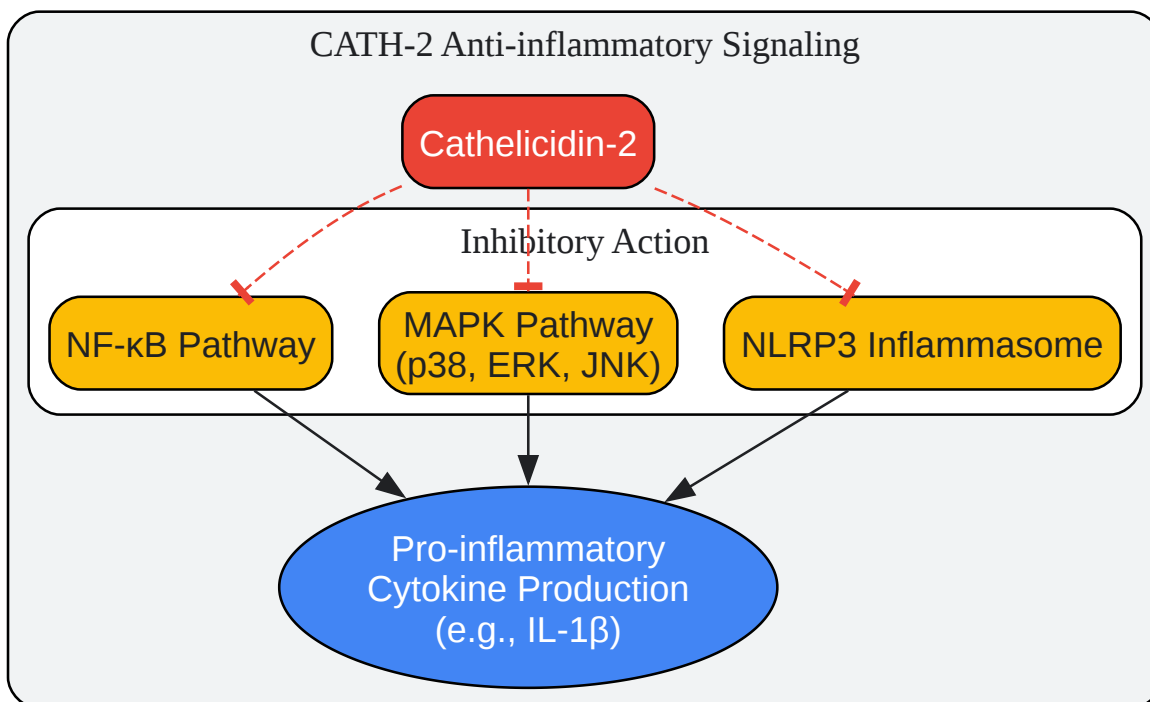 CATH-2 Anti-inflammatory Signaling
Cathelicidin-2
Inhibitory Action
NF-κB Pathway
MAPK Pathway
(p38, ERK, JNK)
NLRP3 Inflammasome
Pro-inflammatory
Cytokine Production
(e.g., IL-1β)